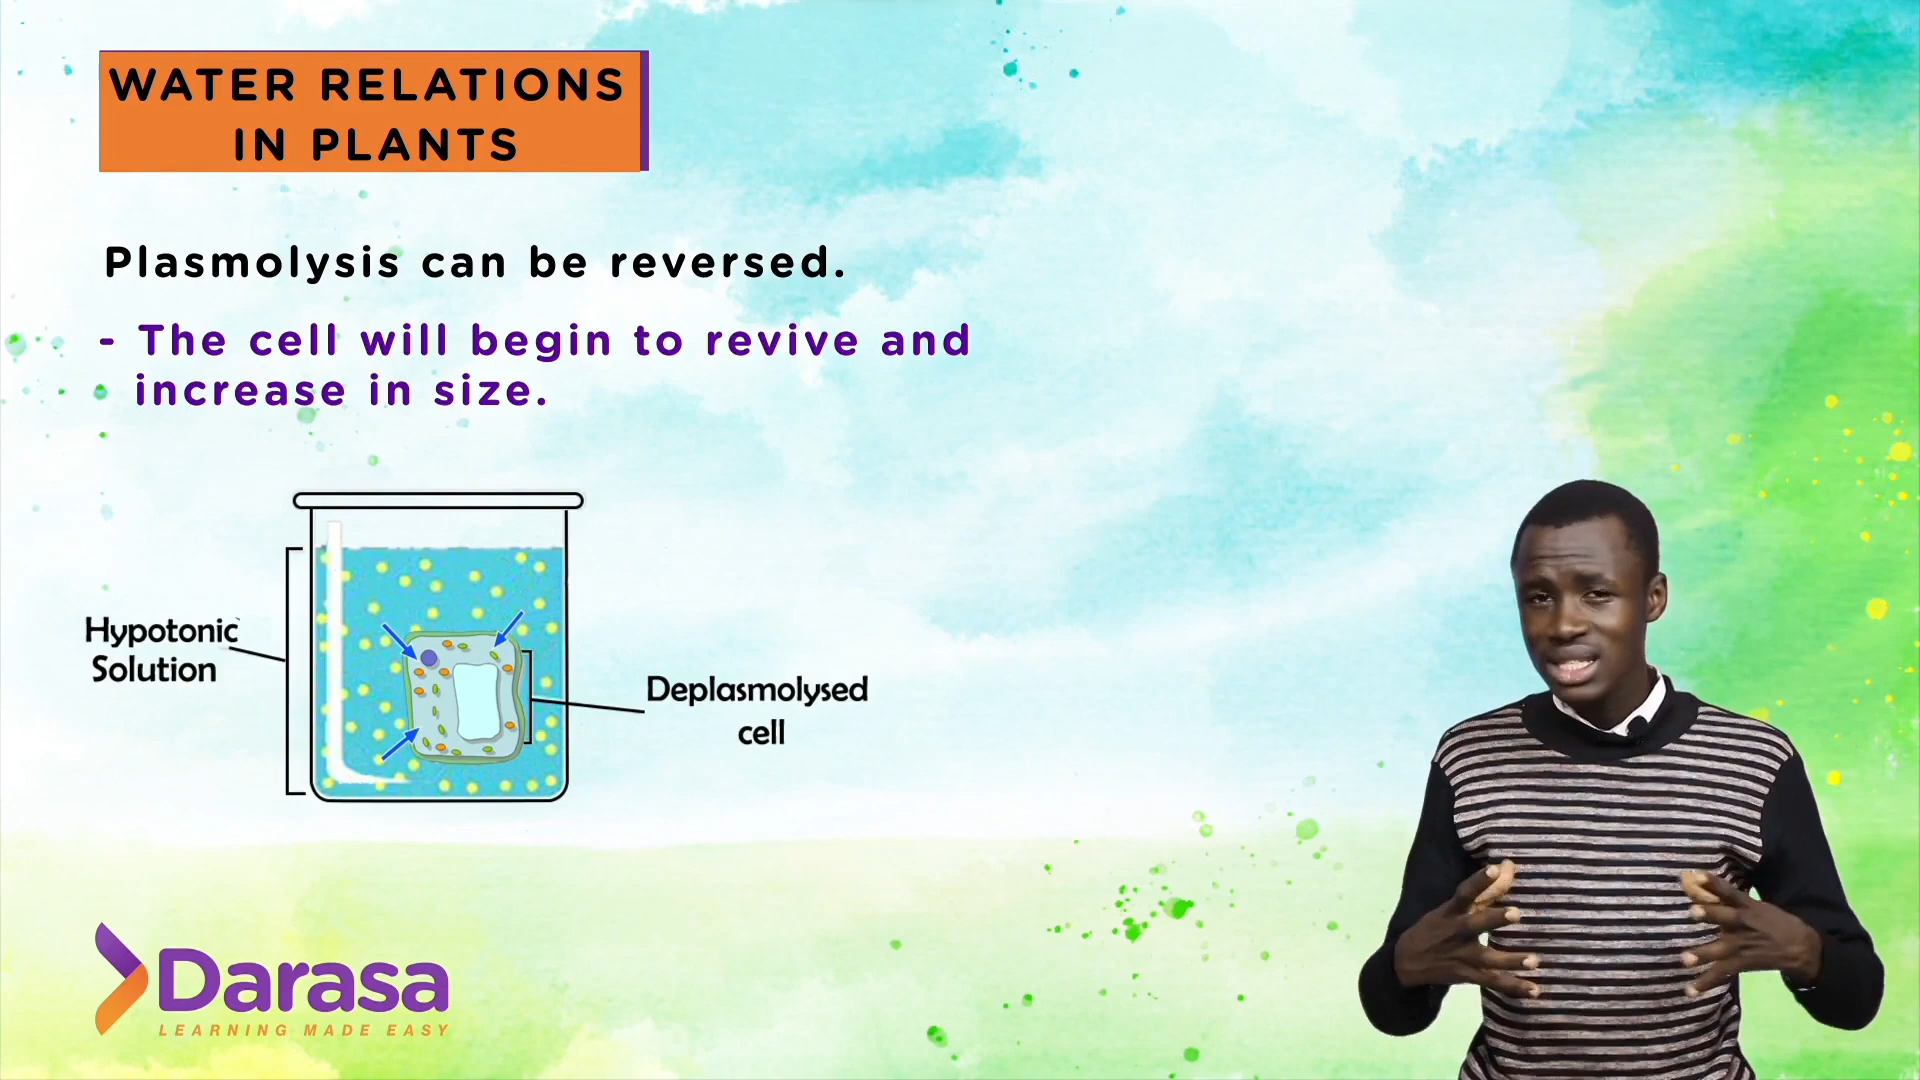 WATER RELATIONS
IN PLANTS
Plasmolysis can be reversed.
- The cell will begin to revive and
increase in size.
Hypotonic
Solution
Deplasmolysed
cell
Darasa
LEARNING MADE EASY